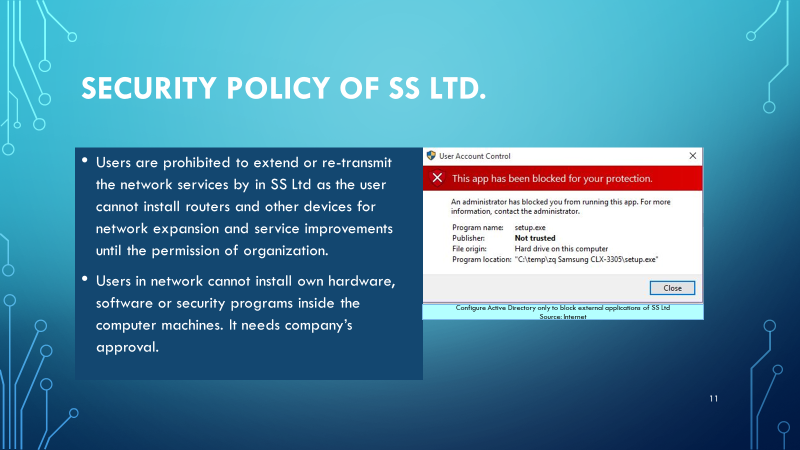 SECURITY POLICY OF SS LTD.
• Users are prohibited to extend or re-transmit
the network services by in SS Ltd as the user
cannot install routers and other devices for
network expansion and service improvements
until the permission of organization.
• Users in network cannot install own hardware,
software or security programs inside the
computer machines. It needs company's
approval.
User Account Control
This app has been blocked for your protection.
An administrator has blocked you from running this app. For more
information, contact the administrator.
Program name: setup.exe
Publisher: Not trusted
File origin: Hard drive on this computer
Program location: "C:\temp\zq Samsung CLX-3305\setup.exe"
Close
Configure Active Directory only to block external applications of SS Ltd
Source: Internet
11